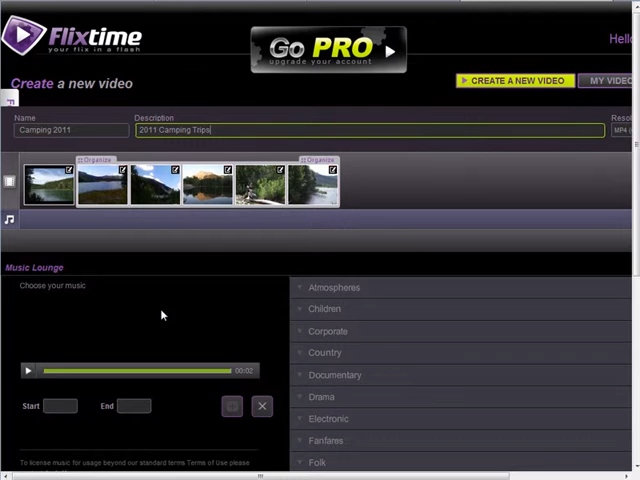 Flixtime
your flix in a flash
Go PRO
upgrade your account
Hello
Create a new video
CREATE A NEW VIDEO
MY VIDEO
F
Name
Description
Resol
Camping 2011
2011 Camping Trips
MP4 (
Organize
Organize
Music Lounge
Choose your music
Atmospheres
Children
Corporate
Country
Documentary
00:02
Drama
Start
End
Electronic
Fanfares
Folk
To license music for usage beyond our standard terms Terms of Use please